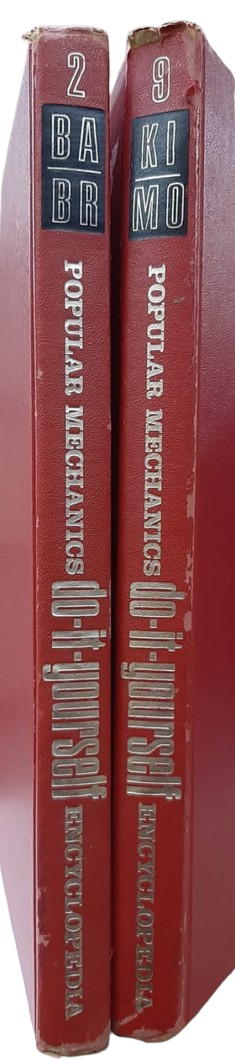 2
BA
BR
POPULAR MECHANICS do-it-yourself ENCYCLOPEDIA
9
KI
MO
POPULAR MECHANICS do-it-yourself ENCYCLOPEDIA